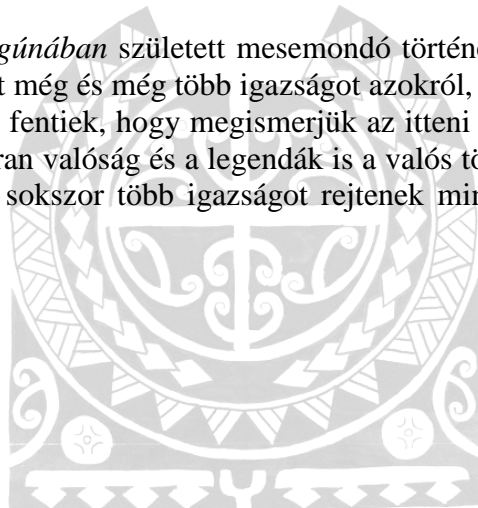 gúnában született mesemondó történe
t még és még több igazságot azokról,
fentiek, hogy megismerjük az itteni
ran valóság és a legendák is a valós tö
sokszor több igazságot rejtenek min